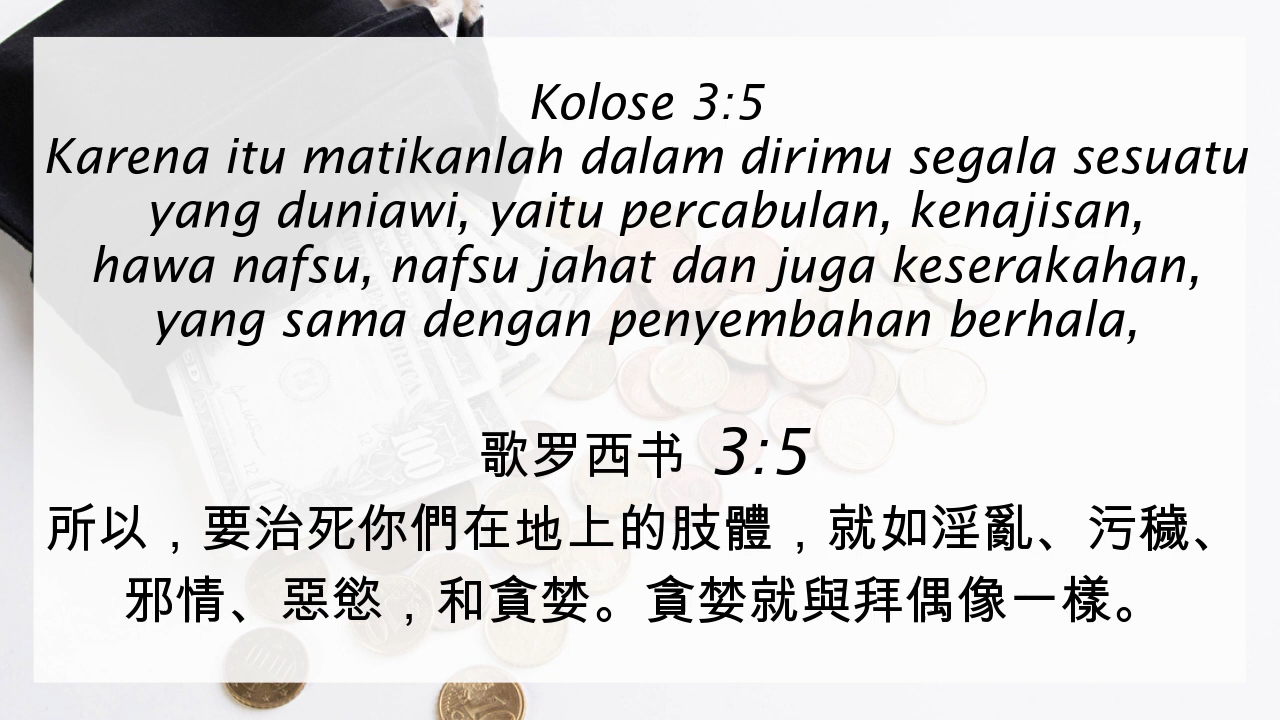 Kolose 3:5
Karena itu matikanlah dalam dirimu segala sesuatu
yang duniawi, yaitu percabulan, kenajisan,
hawa nafsu, nafsu jahat dan juga keserakahan,
yang sama dengan penyembahan berhala,
歌罗西书 3:5
所以，要治死你們在地上的肢體，就如淫亂、污穢、
邪情、惡慾，和貪婪。貪婪就與拜偶像一樣。